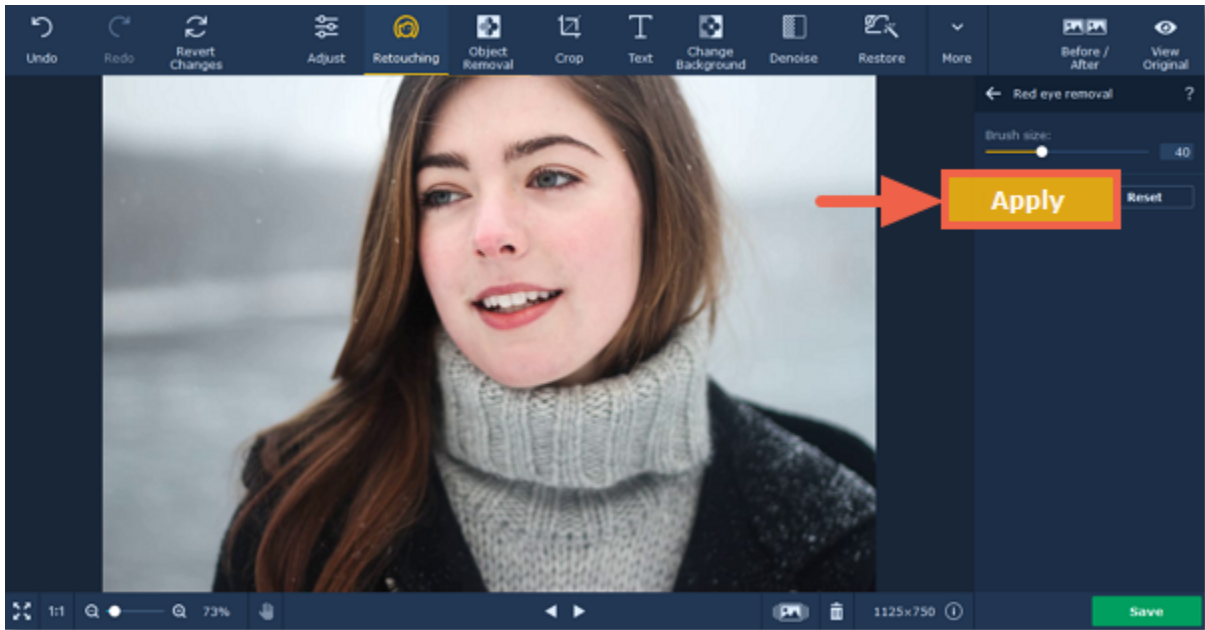 Undo
Redo
Revert
Changes
Adjust
Retouching
Object
Removal
Crop
Text
Change
Background
Denoise
Restore
More
Before /
After
View
Original
Red eye removal ?
Brush size:
40
Apply
Reset
1:1
73%
1125×750
Save